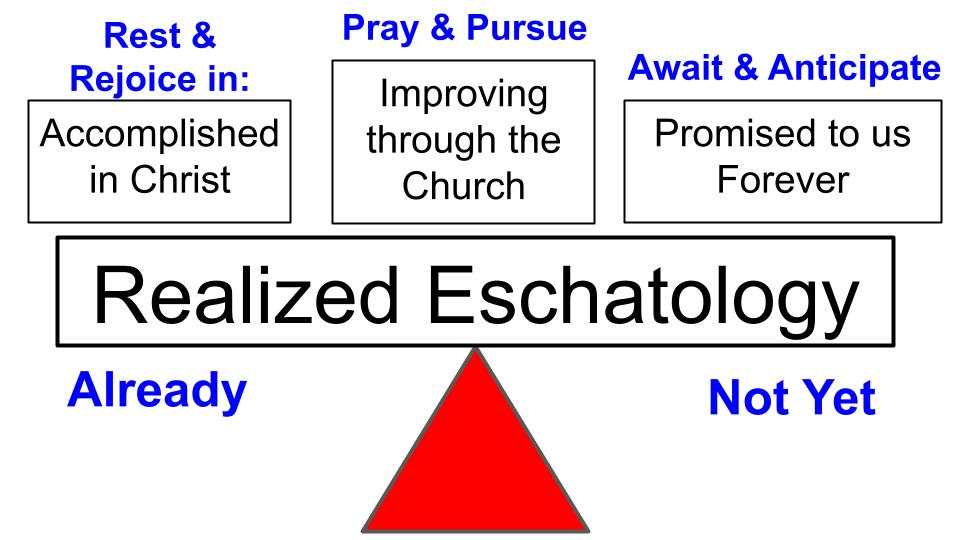 Rest &
Rejoice in:
Accomplished
in Christ
Pray & Pursue
Improving
through the
Church
Await & Anticipate
Promised to us
Forever
Realized Eschatology
Already
Not Yet